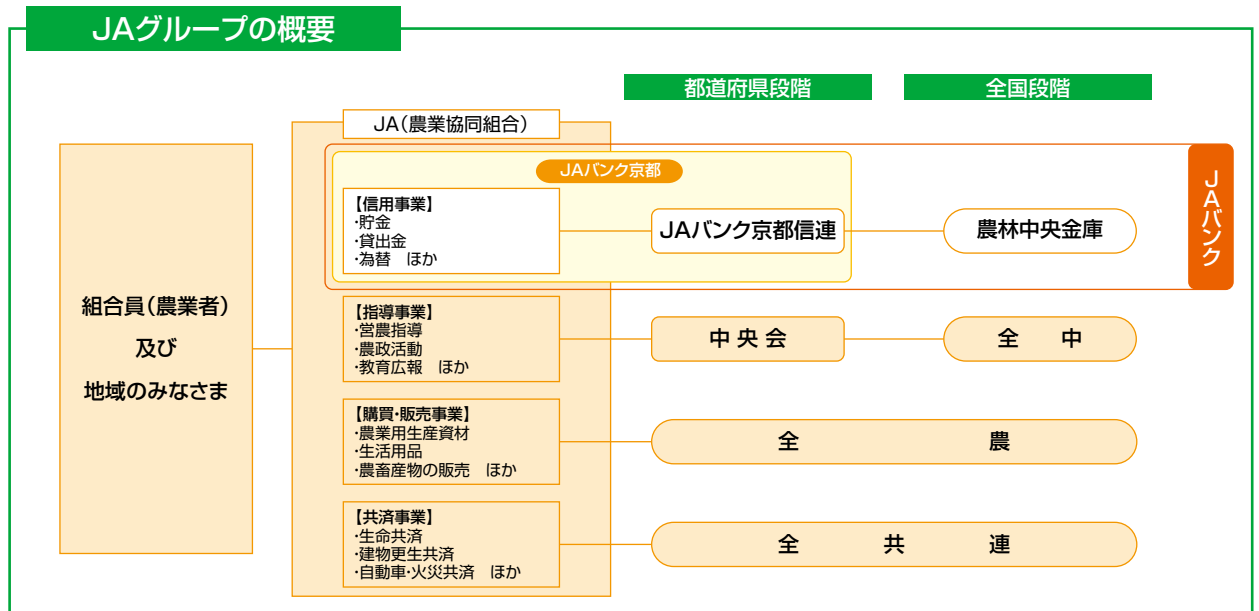 JAグループの概要
都道府県段階
全国段階
JA(農業協同組合)
JAバンク京都
JAバンク
組合員(農業者)
及び
地域のみなさま
【信用事業】
・貯金
・貸出金
・為替　ほか
JAバンク京都信連
農林中央金庫
【指導事業】
・営農指導
・農政活動
・教育広報　ほか
中央会
全　中
【購買・販売事業】
・農業用生産資材
・生活用品
・農畜産物の販売　ほか
全　農
【共済事業】
・生命共済
・建物更生共済
・自動車・火災共済　ほか
全　共　連